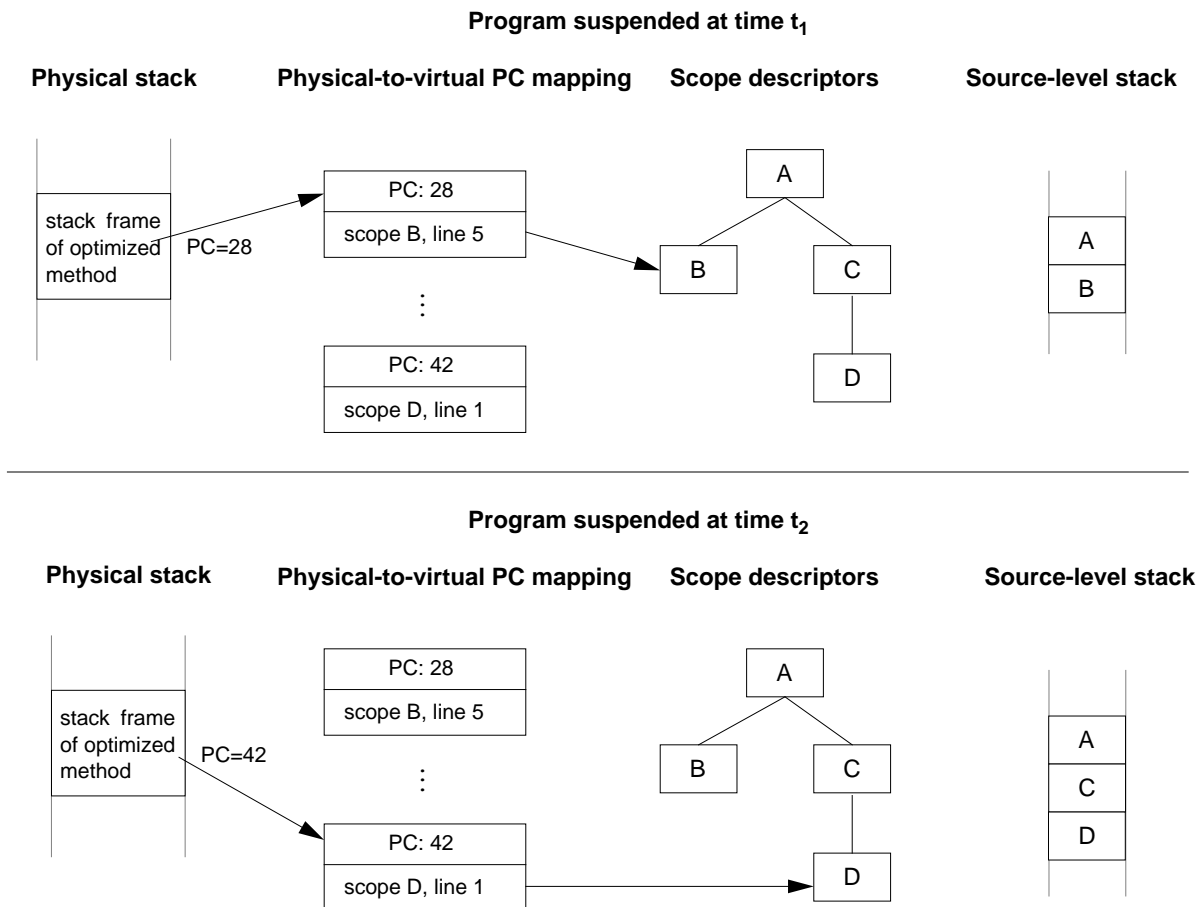 Program suspended at time t1
Physical stack
Physical-to-virtual PC mapping
Scope descriptors
Source-level stack
stack frame
of optimized
method
PC=28
PC: 28
scope B, line 5
⋮
PC: 42
scope D, line 1
A
B
C
D
A
B
Program suspended at time t2
Physical stack
Physical-to-virtual PC mapping
Scope descriptors
Source-level stack
stack frame
of optimized
method
PC=42
PC: 28
scope B, line 5
⋮
PC: 42
scope D, line 1
A
B
C
D
A
C
D